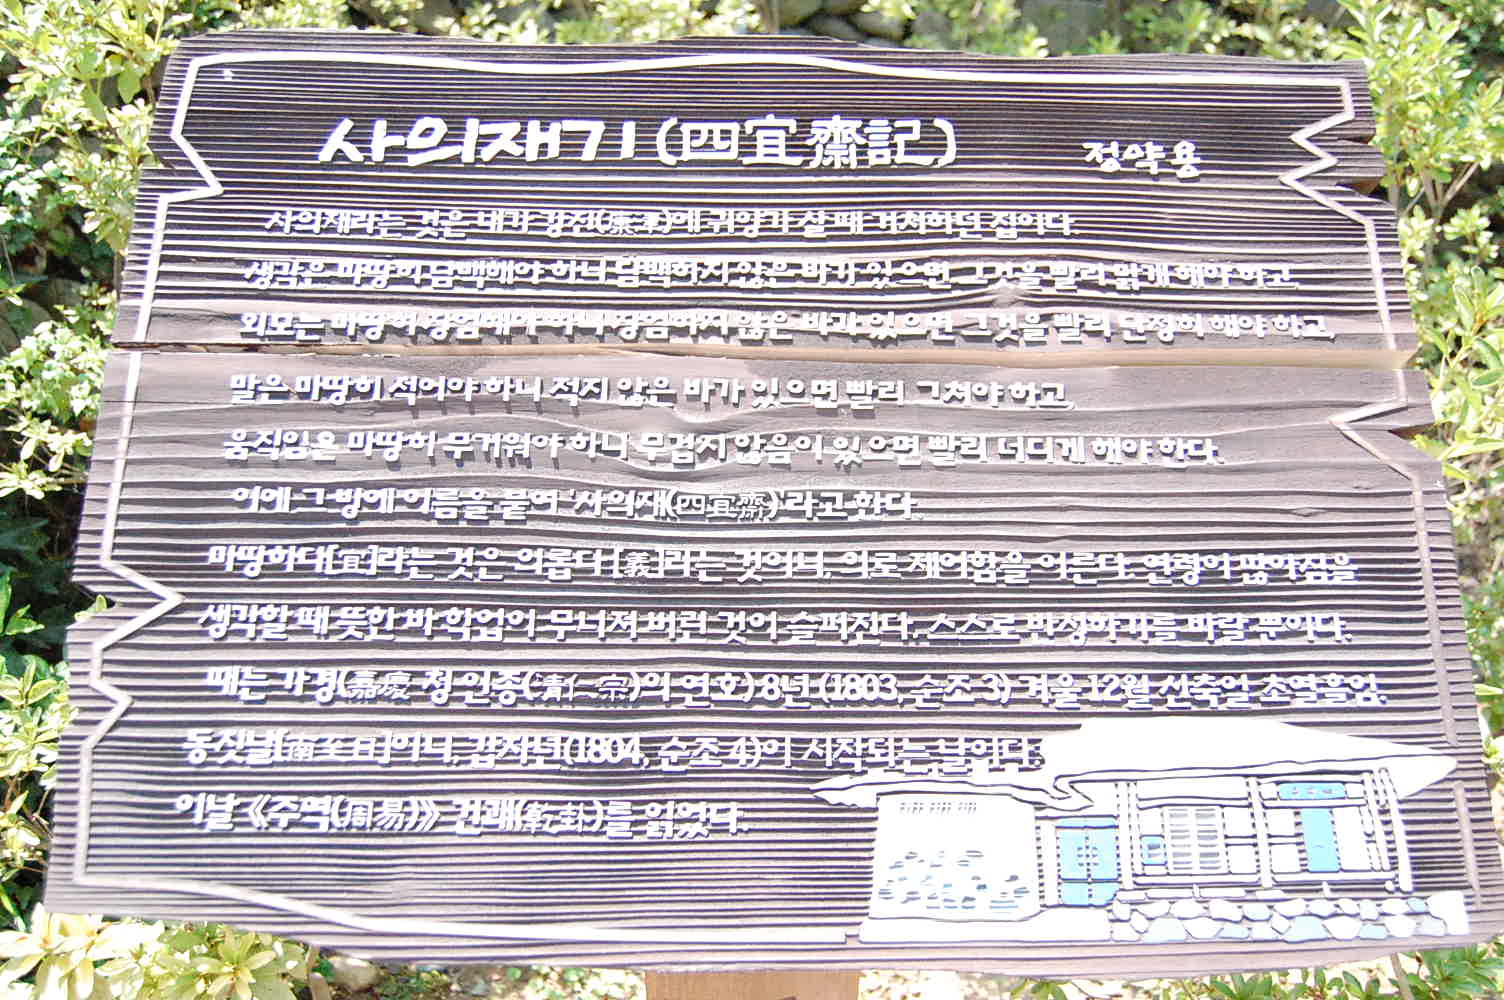 사의재기(四宜齋記) 정약용
사의재라는 것은 내가 강진(康津)에 귀양가 살 때 거처하던 집이다.
생각은 마땅히 담백해야 하니 담백하지 않은 바가 있으면 그것을 빨리 맑게 해야 하고,
외모는 마땅히 장엄해야 하니 장엄하지 않은 바가 있으면 그것을 빨리 단정히 해야 하고,
말은 마땅히 적어야 하니 적지 않은 바가 있으면 빨리 그쳐야 하고,
움직임은 마땅히 무거워야 하니 무겁지 않음이 있으면 빨리 더디게 해야 한다.
이에 그 방에 이름을 붙여 '사의재(四宜齋)'라고 한다.
마땅하다[宜]라는 것은 의롭다[義]라는 것이니, 의로 제어함을 이른다. 연령이 많아짐을
생각할 때 뜻한 바 학업이 무너져 버린 것이 슬퍼진다. 스스로 반성하기를 바랄 뿐이다.
때는 가경(嘉慶 청 인종(淸仁宗)의 연호) 8년 (1803, 순조 3) 겨울 12월 신축일 초열흘임.
동짓날[南至日]이니, 갑자년(1804, 순조 4)이 시작되는 날이다.
이날 《주역(周易)》 건괘(乾卦)를 읽었다.